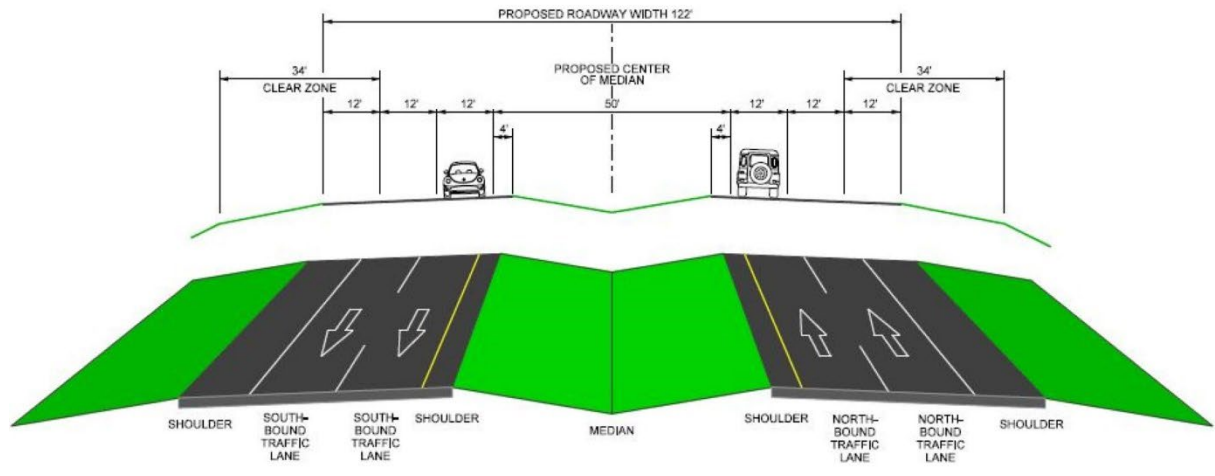 PROPOSED ROADWAY WIDTH 122'
34'
CLEAR ZONE
PROPOSED CENTER
OF MEDIAN
34'
CLEAR ZONE
12'
12'
12'
50'
12'
12'
12'
4'
4'
SHOULDER
SOUTH-
BOUND
TRAFFIC
LANE
SOUTH-
BOUND
TRAFFIC
LANE
SHOULDER
MEDIAN
SHOULDER
NORTH-
BOUND
TRAFFIC
LANE
NORTH-
BOUND
TRAFFIC
LANE
SHOULDER